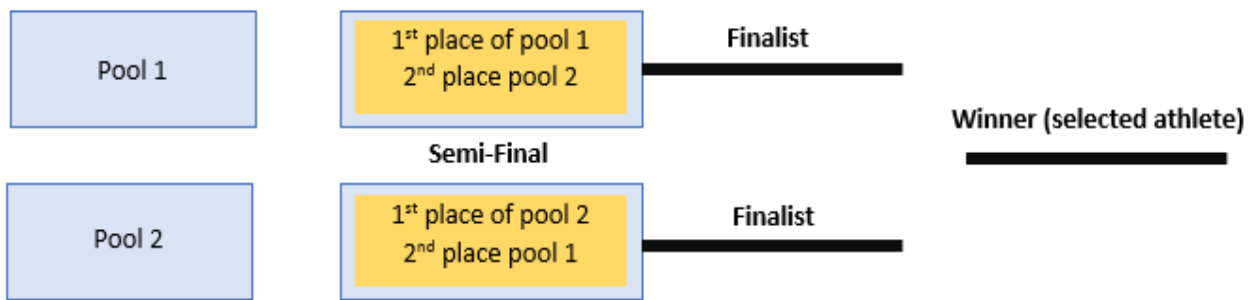 Pool 1
1st place of pool 1
2nd place pool 2
Finalist
Winner (selected athlete)
Semi-Final
Pool 2
1st place of pool 2
2nd place pool 1
Finalist